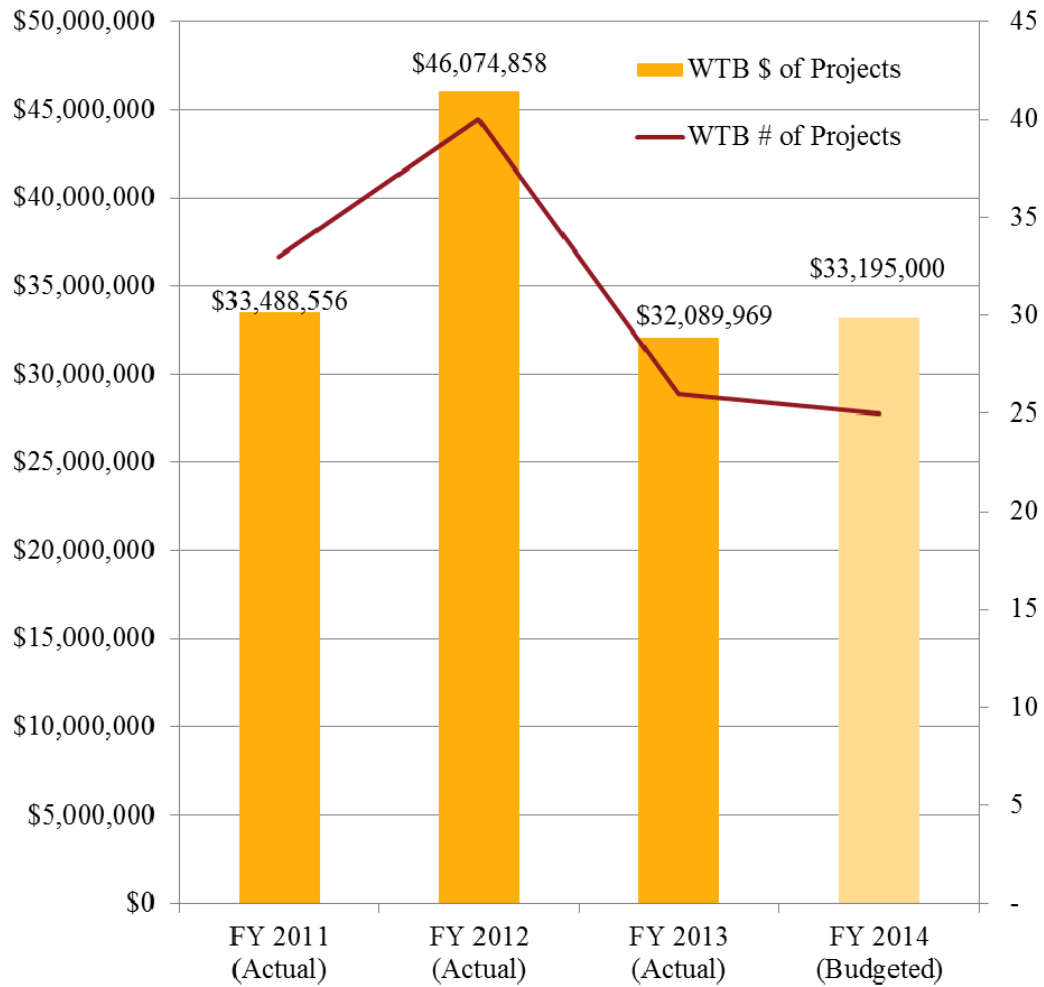 $50,000,000
$45,000,000
$40,000,000
$35,000,000
$30,000,000
$25,000,000
$20,000,000
$15,000,000
$10,000,000
$5,000,000
$0
$46,074,858
$33,488,556
$32,089,969
$33,195,000
WTB $ of Projects
WTB # of Projects
45
40
35
30
25
20
15
10
5
-
FY 2011
(Actual)
FY 2012
(Actual)
FY 2013
(Actual)
FY 2014
(Budgeted)